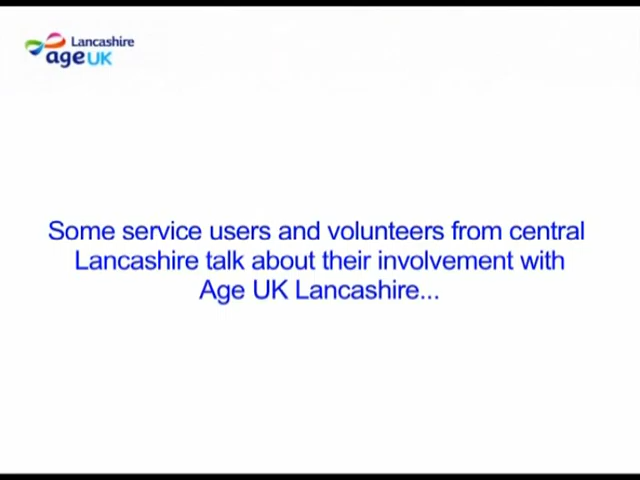 Lancashire
age UK
Some service users and volunteers from central
Lancashire talk about their involvement with
Age UK Lancashire...